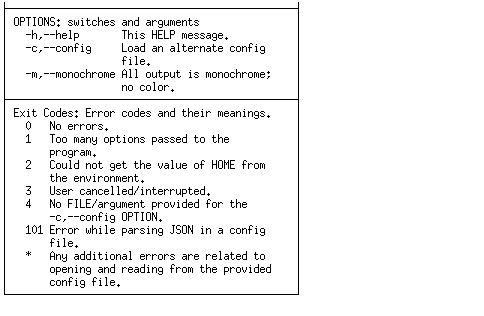 OPTIONS: switches and arguments
-h,--help This HELP message.
-c,--config Load an alternate config
file.
-m,--monochrome All output is monochrome;
no color.
Exit Codes: Error codes and their meanings.
0 No errors.
1 Too many options passed to the
program.
2 Could not get the value of HOME from
the environment.
3 User cancelled/interrupted.
4 No FILE/argument provided for the
-c,--config OPTION.
101 Error while parsing JSON in a config
file.
* Any additional errors are related to
opening and reading from the provided
config file.